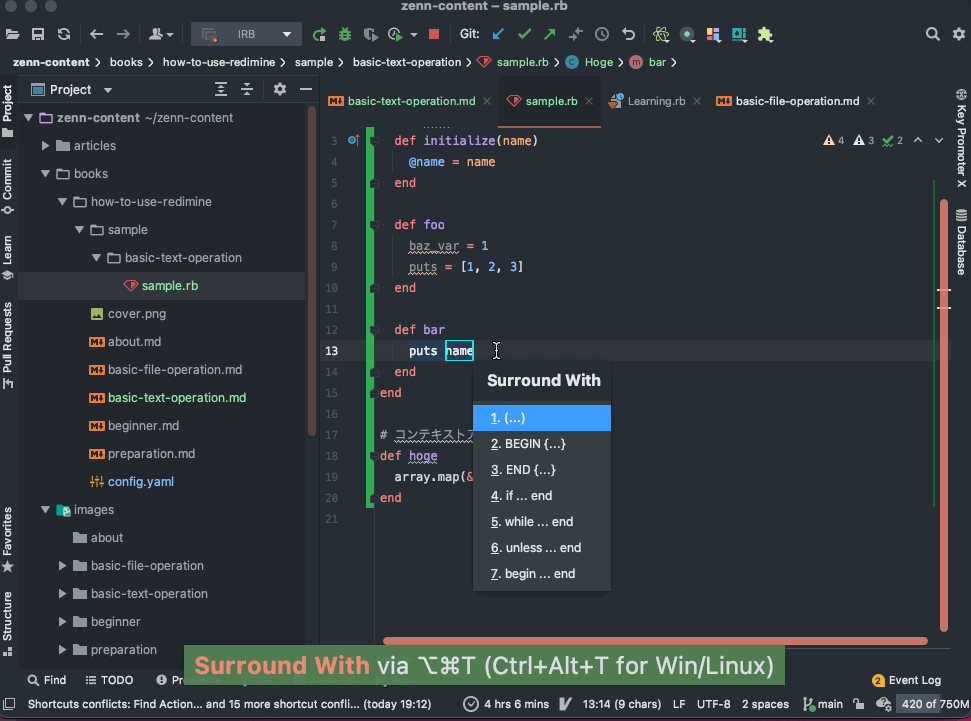 zenn-content – sample.rb
IRB
Git:
zenn-content > books > how-to-use-redimine > sample > basic-text-operation > sample.rb > Hoge > bar >
Project
Commit
Learn
Pull Requests
Favorites
Structure
Project
zenn-content ~/zenn-content
articles
books
how-to-use-redimine
sample
basic-text-operation
sample.rb
cover.png
about.md
basic-file-operation.md
basic-text-operation.md
beginner.md
preparation.md
config.yaml
images
about
basic-file-operation
basic-text-operation
beginner
preparation
basic-text-operation.md
sample.rb
Learning.rb
basic-file-operation.md
4 3 2
3 def initialize(name)
4 @name = name
5 end
6
7 def foo
8 baz_var = 1
9 puts = [1, 2, 3]
10 end
11
12 def bar
13 puts name
14 end
15 end
16
17 # コンテキスト
18 def hoge
19 array.map(&
20 end
21
Surround With
1. (...)
2. BEGIN {...}
3. END {...}
4. if ... end
5. while ... end
6. unless ... end
7. begin ... end
Key Promoter X
Database
Surround With via ⌥⌘T (Ctrl+Alt+T for Win/Linux)
Find
TODO
2 Event Log
Shortcuts conflicts: Find Action... and 15 more shortcut confli... (today 19:12)
4 hrs 6 mins
13:14 (9 chars)
LF
UTF-8
2 spaces
main
420 of 750M